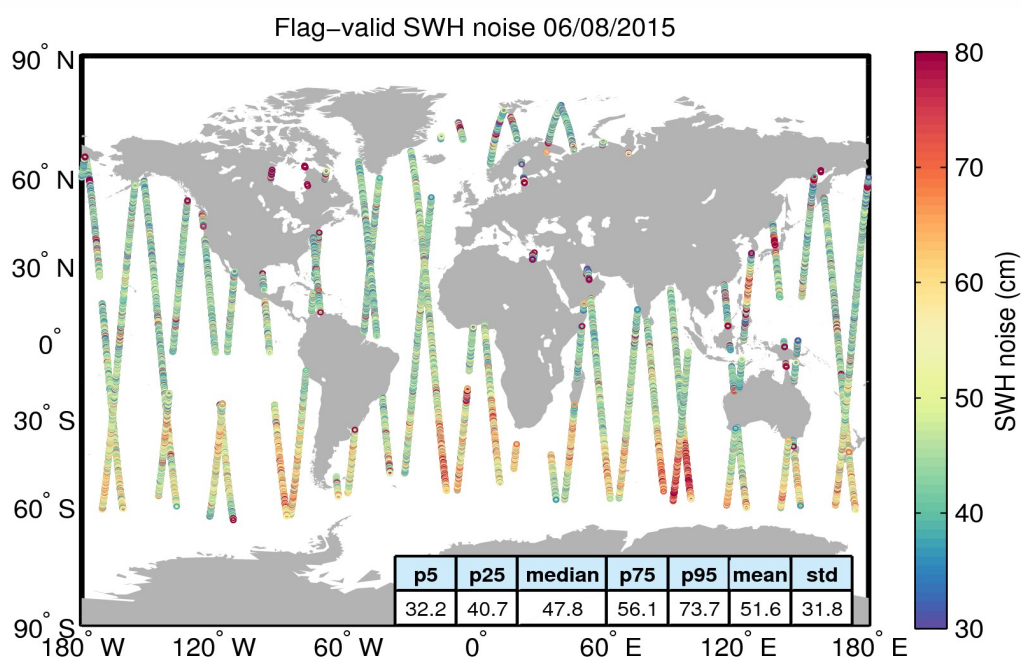 Flag−valid SWH noise 06/08/2015
90° N
60° N
30° N
0°
30° S
60° S
90° S
180° W
120° W
60° W
0°
60° E
120° E
180° E
80
70
60
50
40
30
SWH noise (cm)
p5 p25 median p75 p95 mean std
32.2 40.7 47.8 56.1 73.7 51.6 31.8